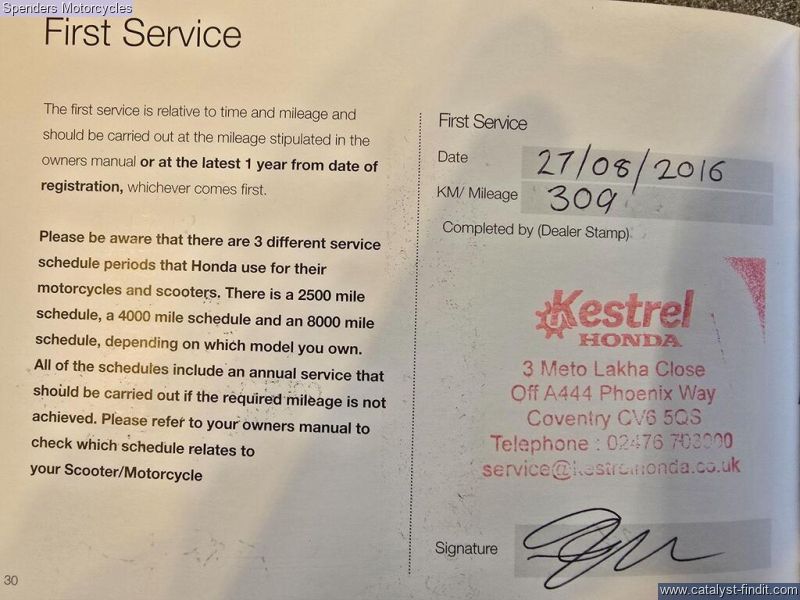 Spenders Motorcycles
First Service
The first service is relative to time and mileage and
should be carried out at the mileage stipulated in the
owners manual or at the latest 1 year from date of
registration, whichever comes first.
Please be aware that there are 3 different service
schedule periods that Honda use for their
motorcycles and scooters. There is a 2500 mile
schedule, a 4000 mile schedule and an 8000 mile
schedule, depending on which model you own.
All of the schedules include an annual service that
should be carried out if the required mileage is not
achieved. Please refer to your owners manual to
check which schedule relates to
your Scooter/Motorcycle
30
First Service
Date 27/08/2016
KM/ Mileage 309
Completed by (Dealer Stamp)
Kestrel
HONDA
3 Meto Lakha Close
Off A444 Phoenix Way
Coventry CV6 5QS
Telephone : 02476
service@kestrelhonda.co.uk
Signature
www.catalyst-findit.com